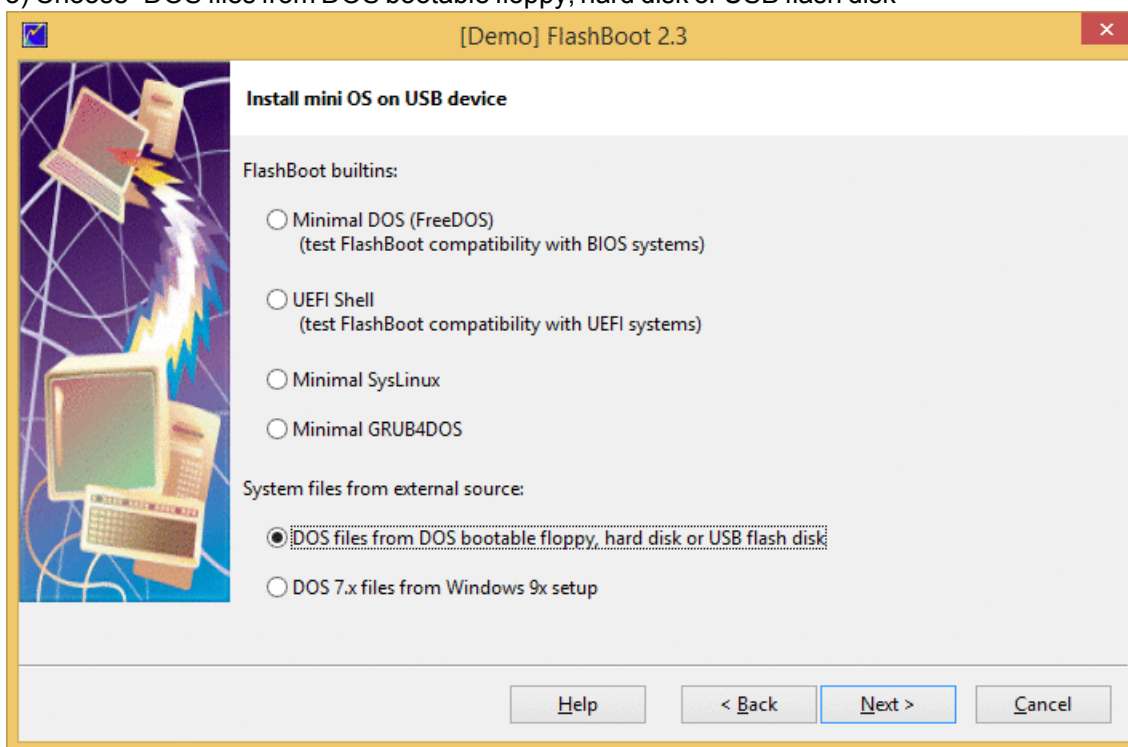 [Demo] FlashBoot 2.3
Install mini OS on USB device
FlashBoot builtins:
Minimal DOS (FreeDOS)
(test FlashBoot compatibility with BIOS systems)
UEFI Shell
(test FlashBoot compatibility with UEFI systems)
Minimal SysLinux
Minimal GRUB4DOS
System files from external source:
DOS files from DOS bootable floppy, hard disk or USB flash disk
DOS 7.x files from Windows 9x setup
Help
< Back
Next >
Cancel